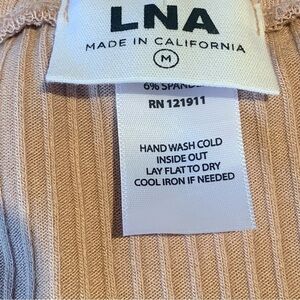 LNA
MADE IN CALIFORNIA
M
6% SPANDEX
RN 121911
HAND WASH COLD
INSIDE OUT
LAY FLAT TO DRY
COOL IRON IF NEEDED